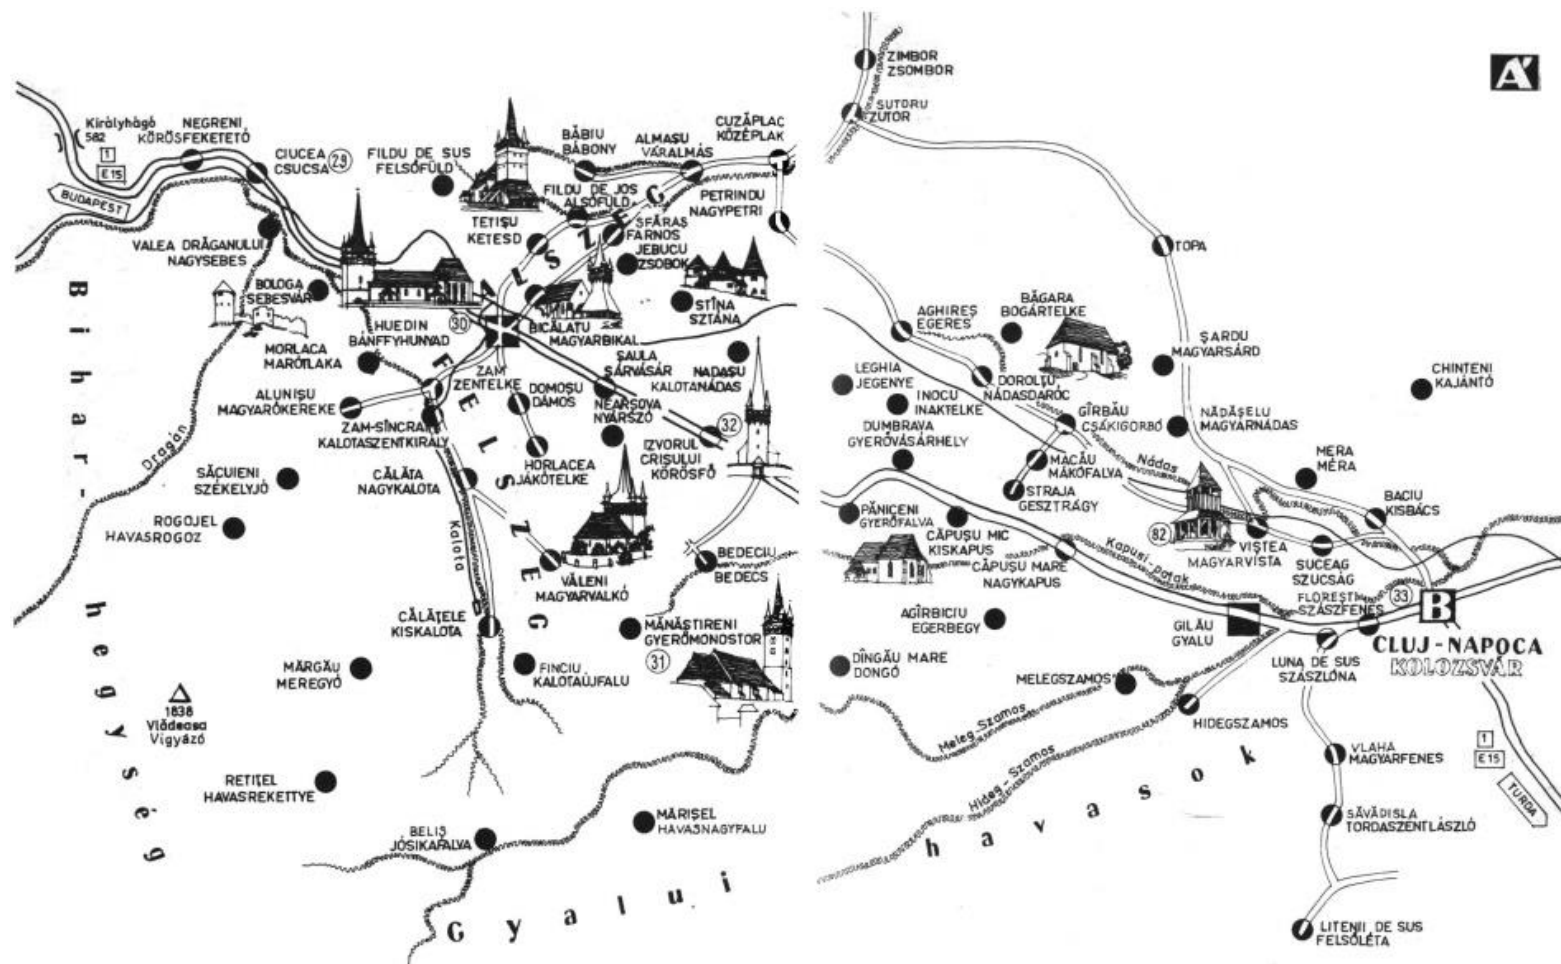 Királyhágó
582
1
E 15
BUDAPEST
NEGRENI
KÖRÖSFEKETETÓ
CIUCEA
CSUCSA
29
FILDU DE SUS
FELSŐFÜLD
TETIŞU
KETESD
BĂBIU
BÁBONY
ALMAŞU
VÁRALMÁS
CUZĂPLAC
KÖZÉPLAK
FILDU DE JOS
ALSÓFÜLD
PETRINDU
NAGYPETRI
SFĂRAŞ
FARNOS
JEBUCU
ZSOBOK
VALEA DRĂGANULUI
NAGYSEBES
BOLOGA
SEBESVÁR
STÎNA
SZTÁNA
30
HUEDIN
BÁNFFYHUNYAD
BICĂLATU
MAGYARBIKAL
MORLACA
MARÓTLAKA
ALSZEG
ZAM
ZENTELKE
ŞAULA
SÁRVÁSÁR
NADAŞU
KALOTANÁDAS
ALUNIŞU
MAGYARÓKEREKE
DOMOŞU
DÁMOS
NEARŞOVA
NYÁRSZÓ
ZAM-SÎNCRAI
KALOTASZENTKIRÁLY
32
IZVORUL
CRIŞULUI
KÖRÖSFŐ
Dragán
SĂCUIENI
SZÉKELYJÓ
CĂLĂTA
NAGYKALOTA
HORLACEA
JÁKÓTELKE
ROGOJEL
HAVASROGOZ
Kalota
FELSZEG
VĂLENI
MAGYARVALKÓ
BEDECIU
BEDECS
CĂLĂŢELE
KISKALOTA
MĂNĂSTIRENI
GYERŐMONOSTOR
31
MĂRGĂU
MEREGYÓ
FINCIU
KALOTAÚJFALU
1838
Vlădeasa
Vigyázó
RETIŢEL
HAVASREKETTYE
BELIŞ
JÓSIKAFALVA
MĂRIŞEL
HAVASNAGYFALU
Bihar-hegység
Gyalui havasok
A'
ZIMBOR
ZSOMBOR
SUTORU
ZUTOR
TOPA
AGHIREŞ
EGERES
BĂGARA
BOGÁRTELKE
ŞARDU
MAGYARSÁRD
CHINTENI
KAJÁNTÓ
LEGHIA
JEGENYE
INOCU
INAKTELKE
DOROLŢU
NÁDASDARÓC
DUMBRAVA
GYERŐVÁSÁRHELY
GÎRBĂU
CSÁKIGORBÓ
NĂDĂŞELU
MAGYARNÁDAS
MERA
MÉRA
MACĂU
MÁKÓFALVA
Nádas
STRAJA
GESZTRÁGY
BACIU
KISBÁCS
PĂNICENI
GYERŐFALVA
CĂPUŞU MIC
KISKAPUS
82
VIŞTEA
MAGYARVISTA
SUCEAG
SZUCSÁG
CĂPUŞU MARE
NAGYKAPUS
Kapusi-patak
AGÎRBICIU
EGERBEGY
GILĂU
GYALU
FLOREŞTI
SZÁSZFENES
33
B
CLUJ-NAPOCA
KOLOZSVÁR
LUNA DE SUS
SZÁSZLÓNA
DÎNGĂU MARE
DONGÓ
MELEGSZAMOS
Meleg-Szamos
HIDEGSZAMOS
Hideg-Szamos
VLAHA
MAGYARFENES
1
E 15
TURDA
SĂVĂDISLA
TORDASZENTLÁSZLÓ
LITENII DE SUS
FELSŐLÉTA